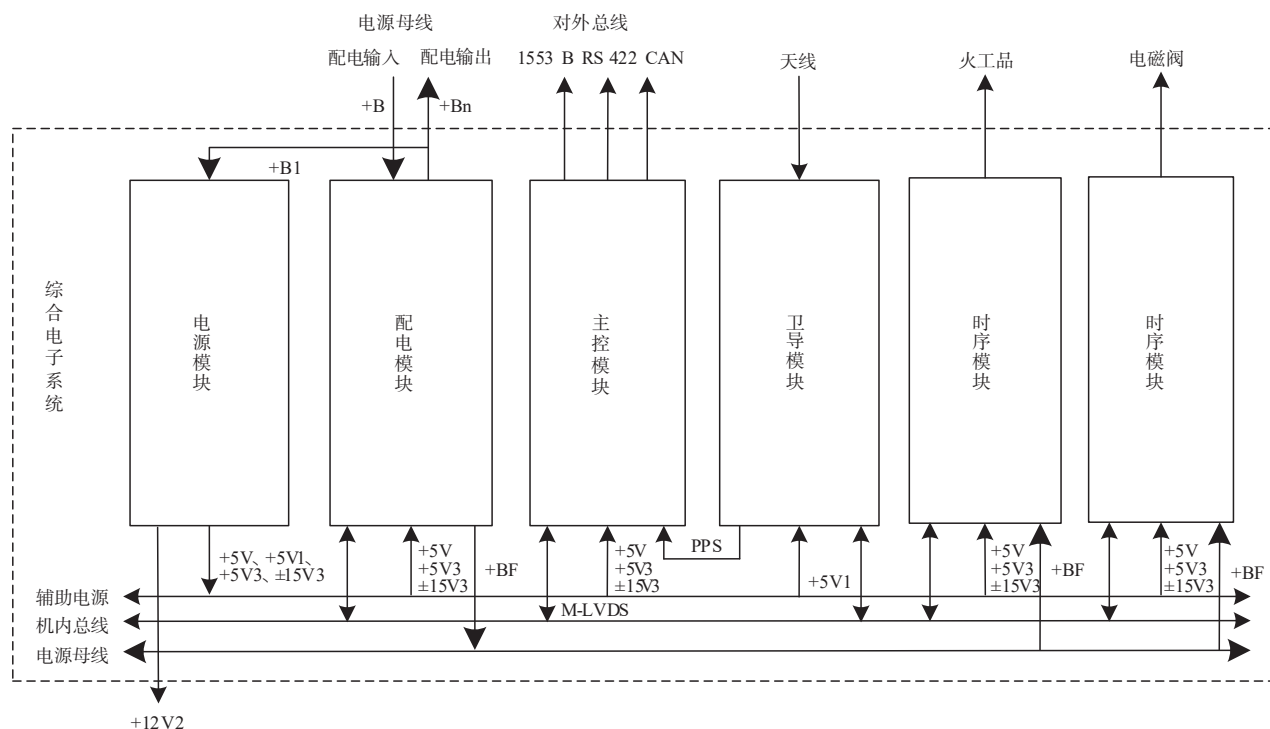 电源母线
对外总线
配电输入
配电输出
1553 B RS 422 CAN
天线
火工品
电磁阀
+B
+Bn
+B1
综合电子系统
电源模块
配电模块
主控模块
卫导模块
时序模块
时序模块
+5V、+5V1、
+5V3、±15V3
+5V
+5V3
±15V3
+BF
+5V
+5V3
±15V3
PPS
+5V1
+5V
+5V3
±15V3
+BF
+5V
+5V3
±15V3
+BF
辅助电源
M-LVDS
机内总线
电源母线
+12V2